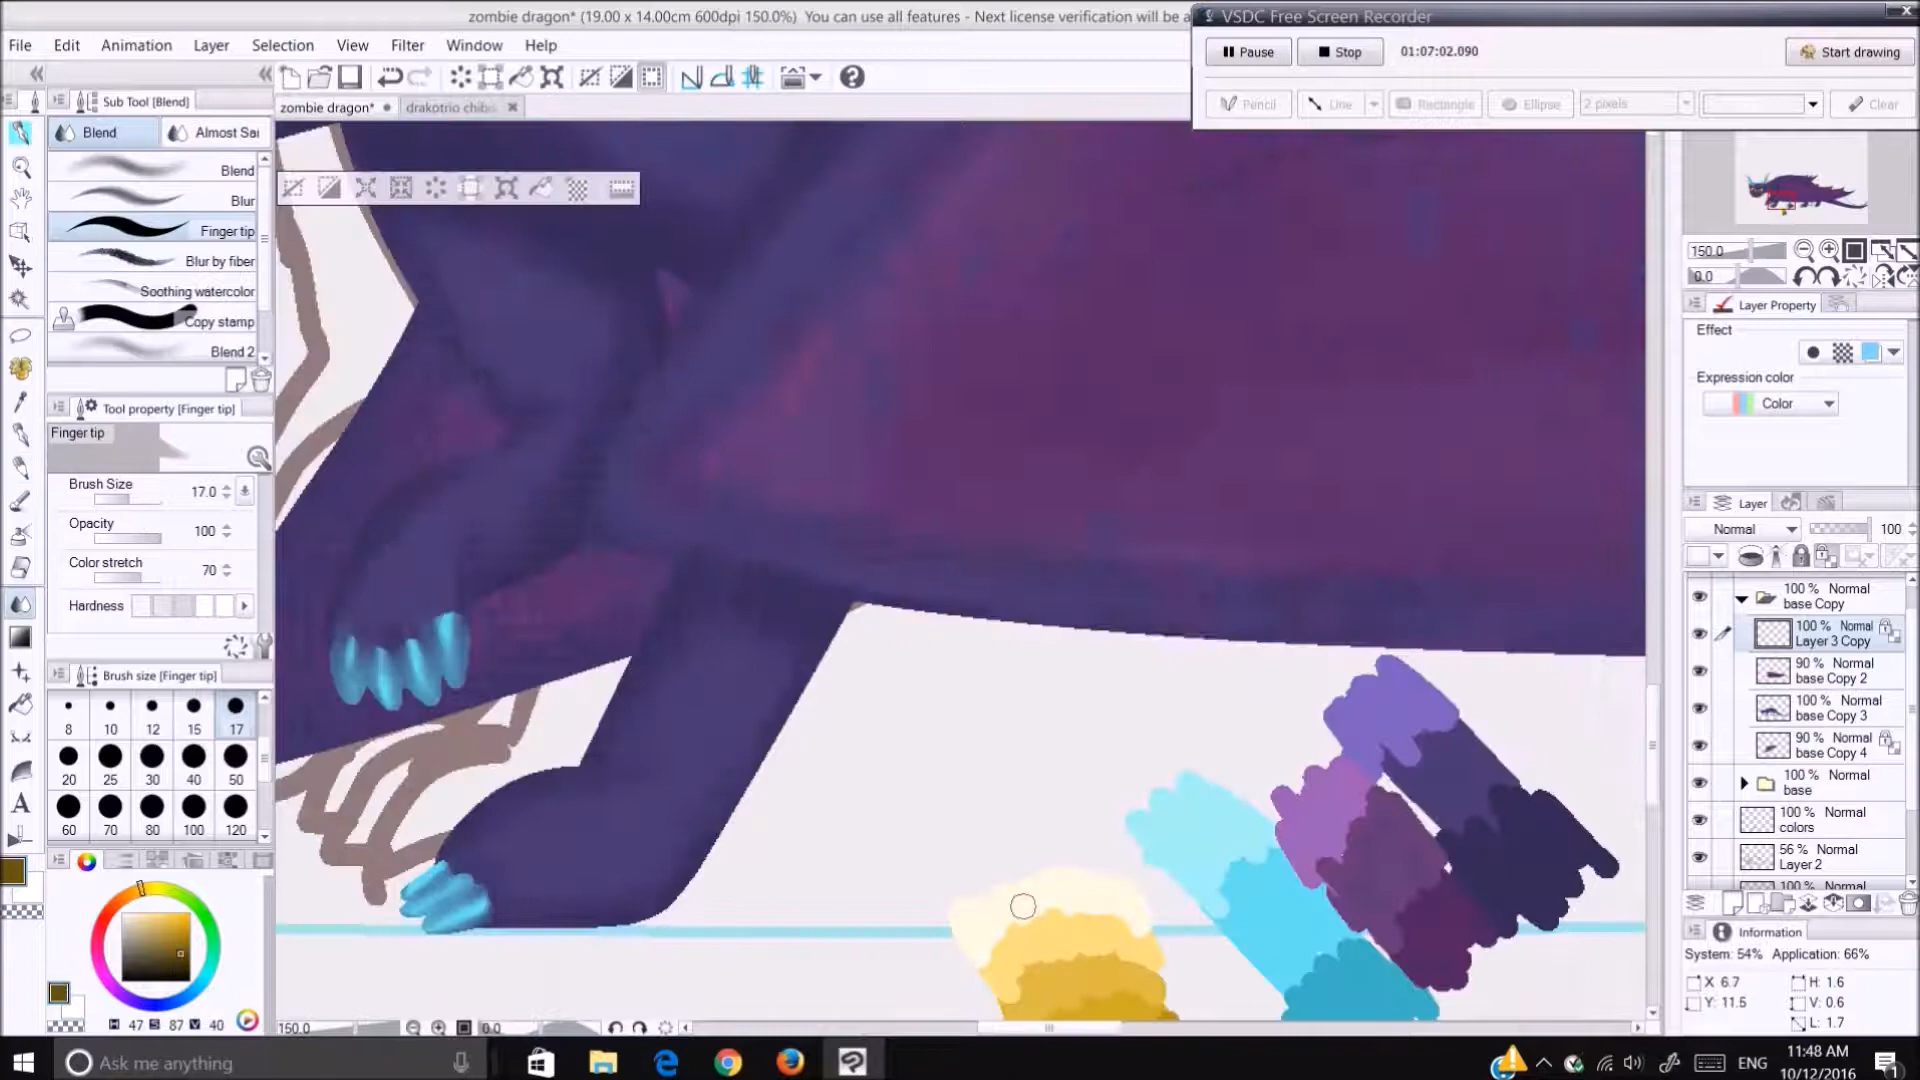 zombie dragon* (19.00 x 14.00cm 600dpi 150.0%)  You can use all features - Next license verification will be a
VSDC Free Screen Recorder
File Edit Animation Layer Selection View Filter Window Help
Pause Stop 01:07:02.090 Start drawing
Sub Tool [Blend]
zombie dragon* drakotrio chibi
Pencil Line Rectangle Ellipse 2 pixels Clear
Blend Almost Sai
Blend
Blur
Finger tip
Blur by fiber
Soothing watercolor
Copy stamp
Blend 2
Tool property [Finger tip]
Finger tip
Brush Size 17.0
Opacity 100
Color stretch 70
Hardness
Brush size [Finger tip]
8 10 12 15 17
20 25 30 40 50
60 70 80 100 120
H 47 S 87 V 40
150.0 0.0
150.0
0.0
Layer Property
Effect
Expression color
Color
Layer
Normal 100
100 % Normal
base Copy
100 % Normal
Layer 3 Copy
90 % Normal
base Copy 2
100 % Normal
base Copy 3
90 % Normal
base Copy 4
100 % Normal
base
100 % Normal
colors
56 % Normal
Layer 2
100 % Normal
Information
System: 54% Application: 66%
X 6.7 H: 1.6
Y: 11.5 V: 0.6
L: 1.7
Ask me anything
ENG
11:48 AM
10/12/2016
1
A